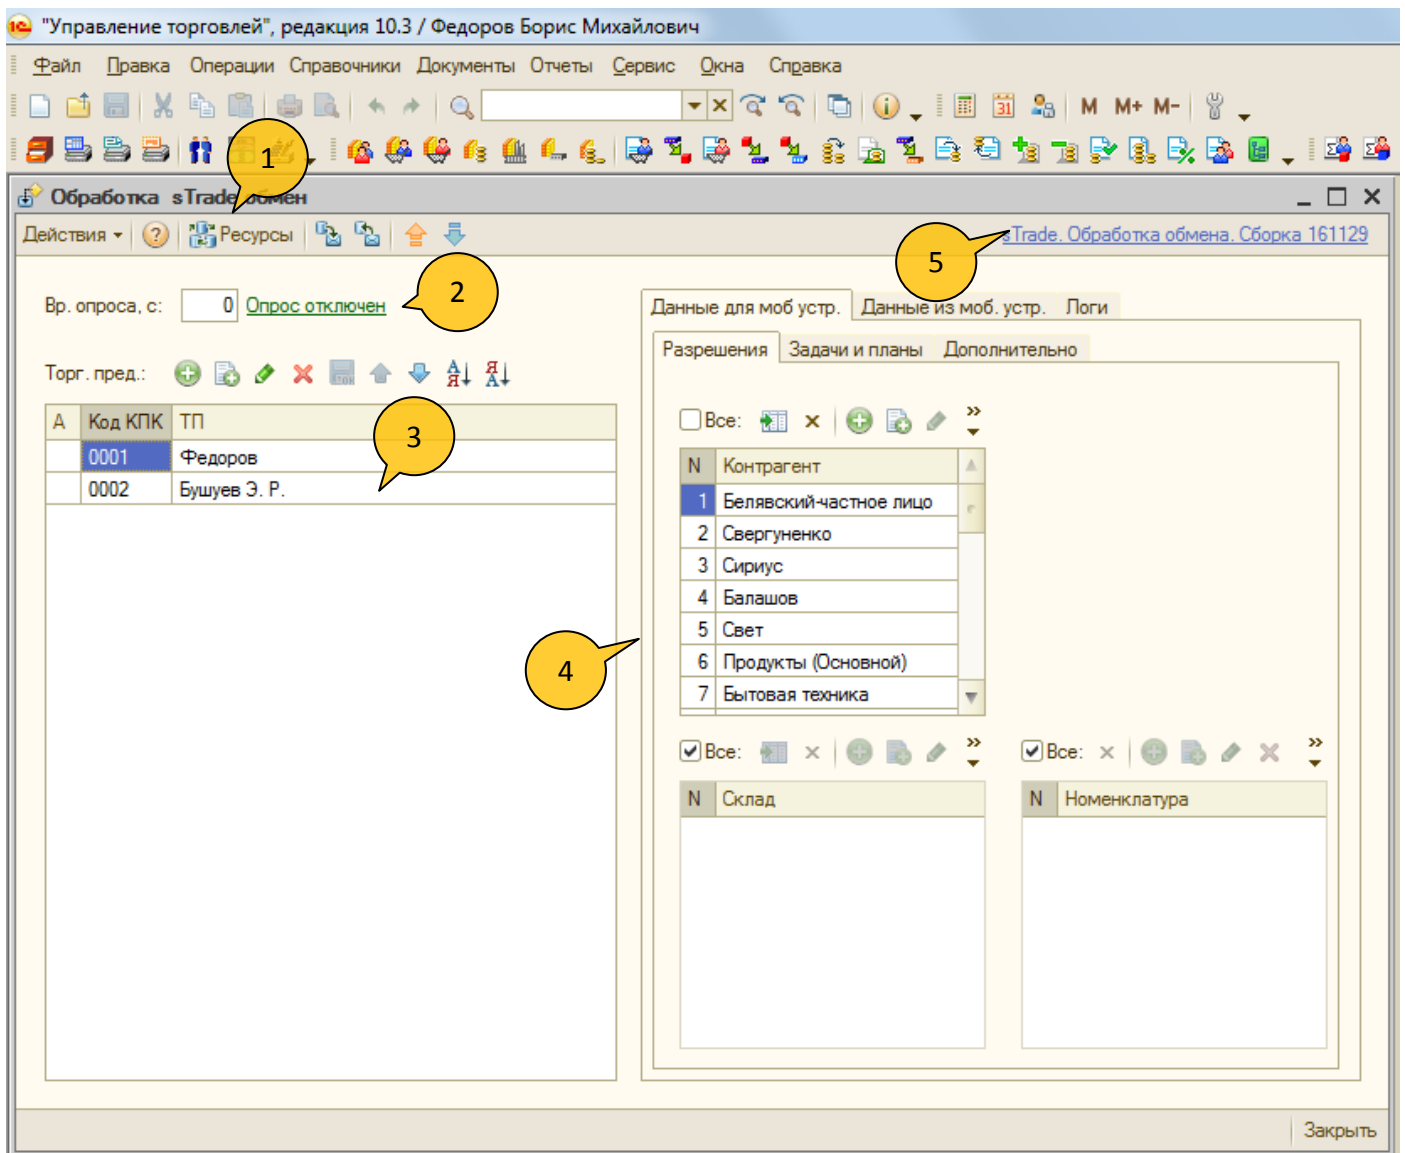 "Управление торговлей", редакция 10.3 / Федоров Борис Михайлович
Файл Правка Операции Справочники Документы Отчеты Сервис Окна Справка
M M+ M-
1
Обработка sTrade обмен
Действия Ресурсы
sTrade. Обработка обмена. Сборка 161129
5
2
Вр. опроса, с: 0 Опрос отключен
Данные для моб устр. Данные из моб. устр. Логи
Разрешения Задачи и планы Дополнительно
Торг. пред.:
Все:
А Код КПК ТП
3
0001 Федоров
0002 Бушуев Э. Р.
N Контрагент
1 Белявский-частное лицо
2 Свергуненко
3 Сириус
4 Балашов
5 Свет
6 Продукты (Основной)
7 Бытовая техника
4
Все:
Все:
N Склад
N Номенклатура
Закрыть